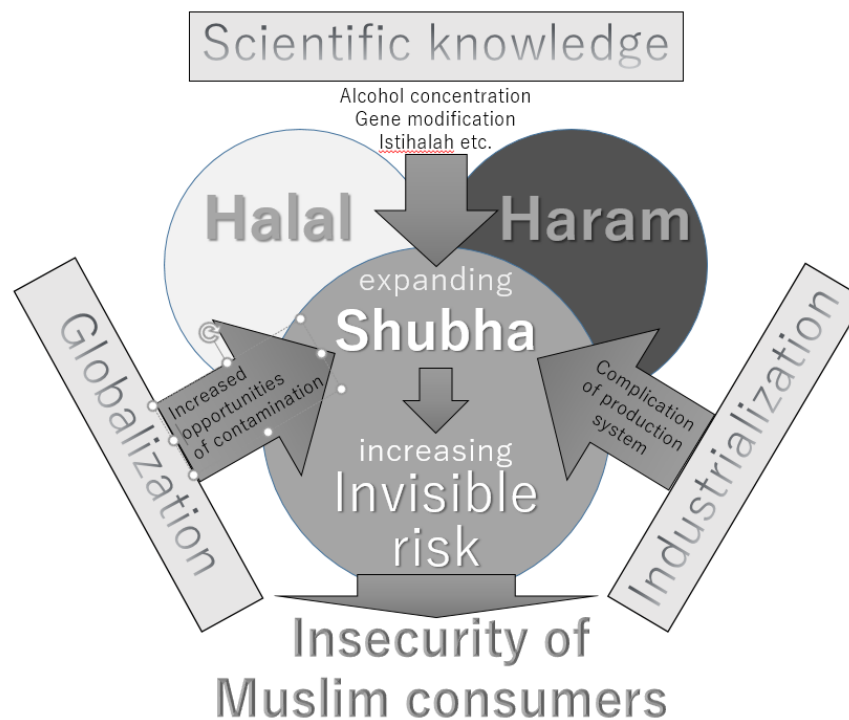 Scientific knowledge
Alcohol concentration
Gene modification
Istihalah etc.
Halal
Haram
expanding
Shubha
Globalization
Increased
opportunities
of contamination
Complication
of production
system
Industrialization
increasing
Invisible
risk
Insecurity of
Muslim consumers